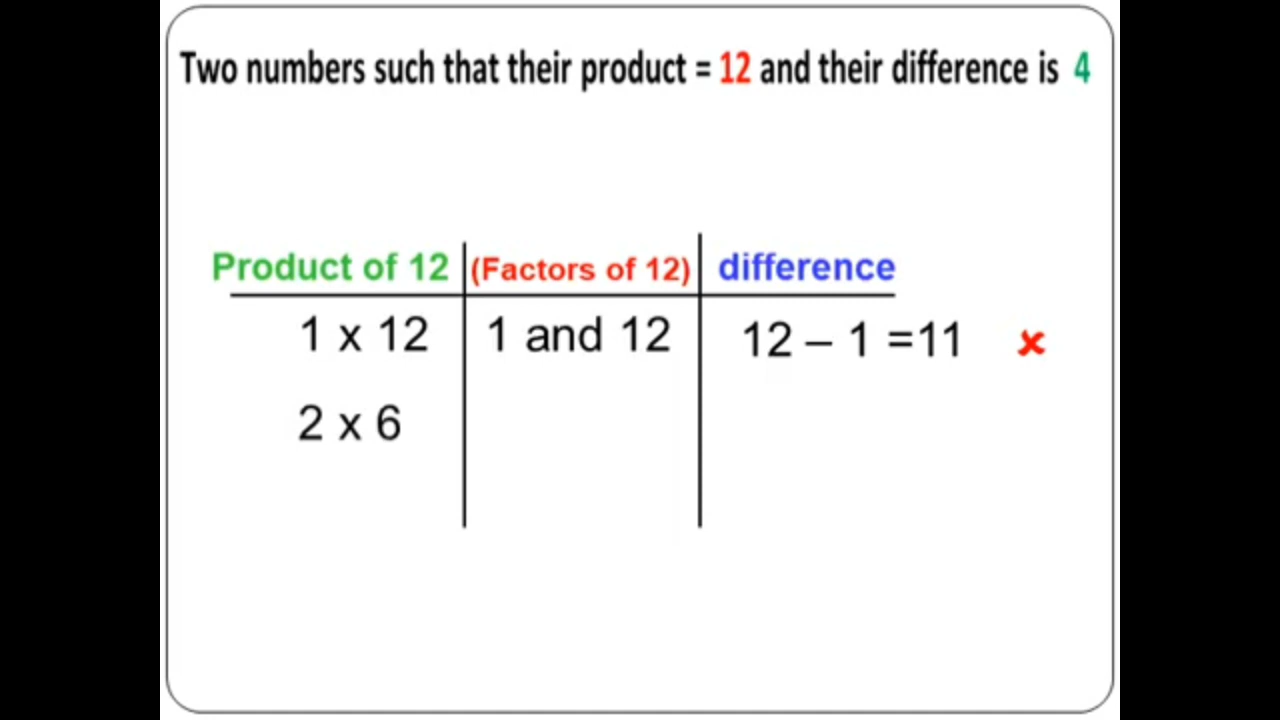 Two numbers such that their product = 12 and their difference is 4
Product of 12 (Factors of 12) difference
1 x 12 1 and 12 12 – 1 =11 ✘
2 x 6